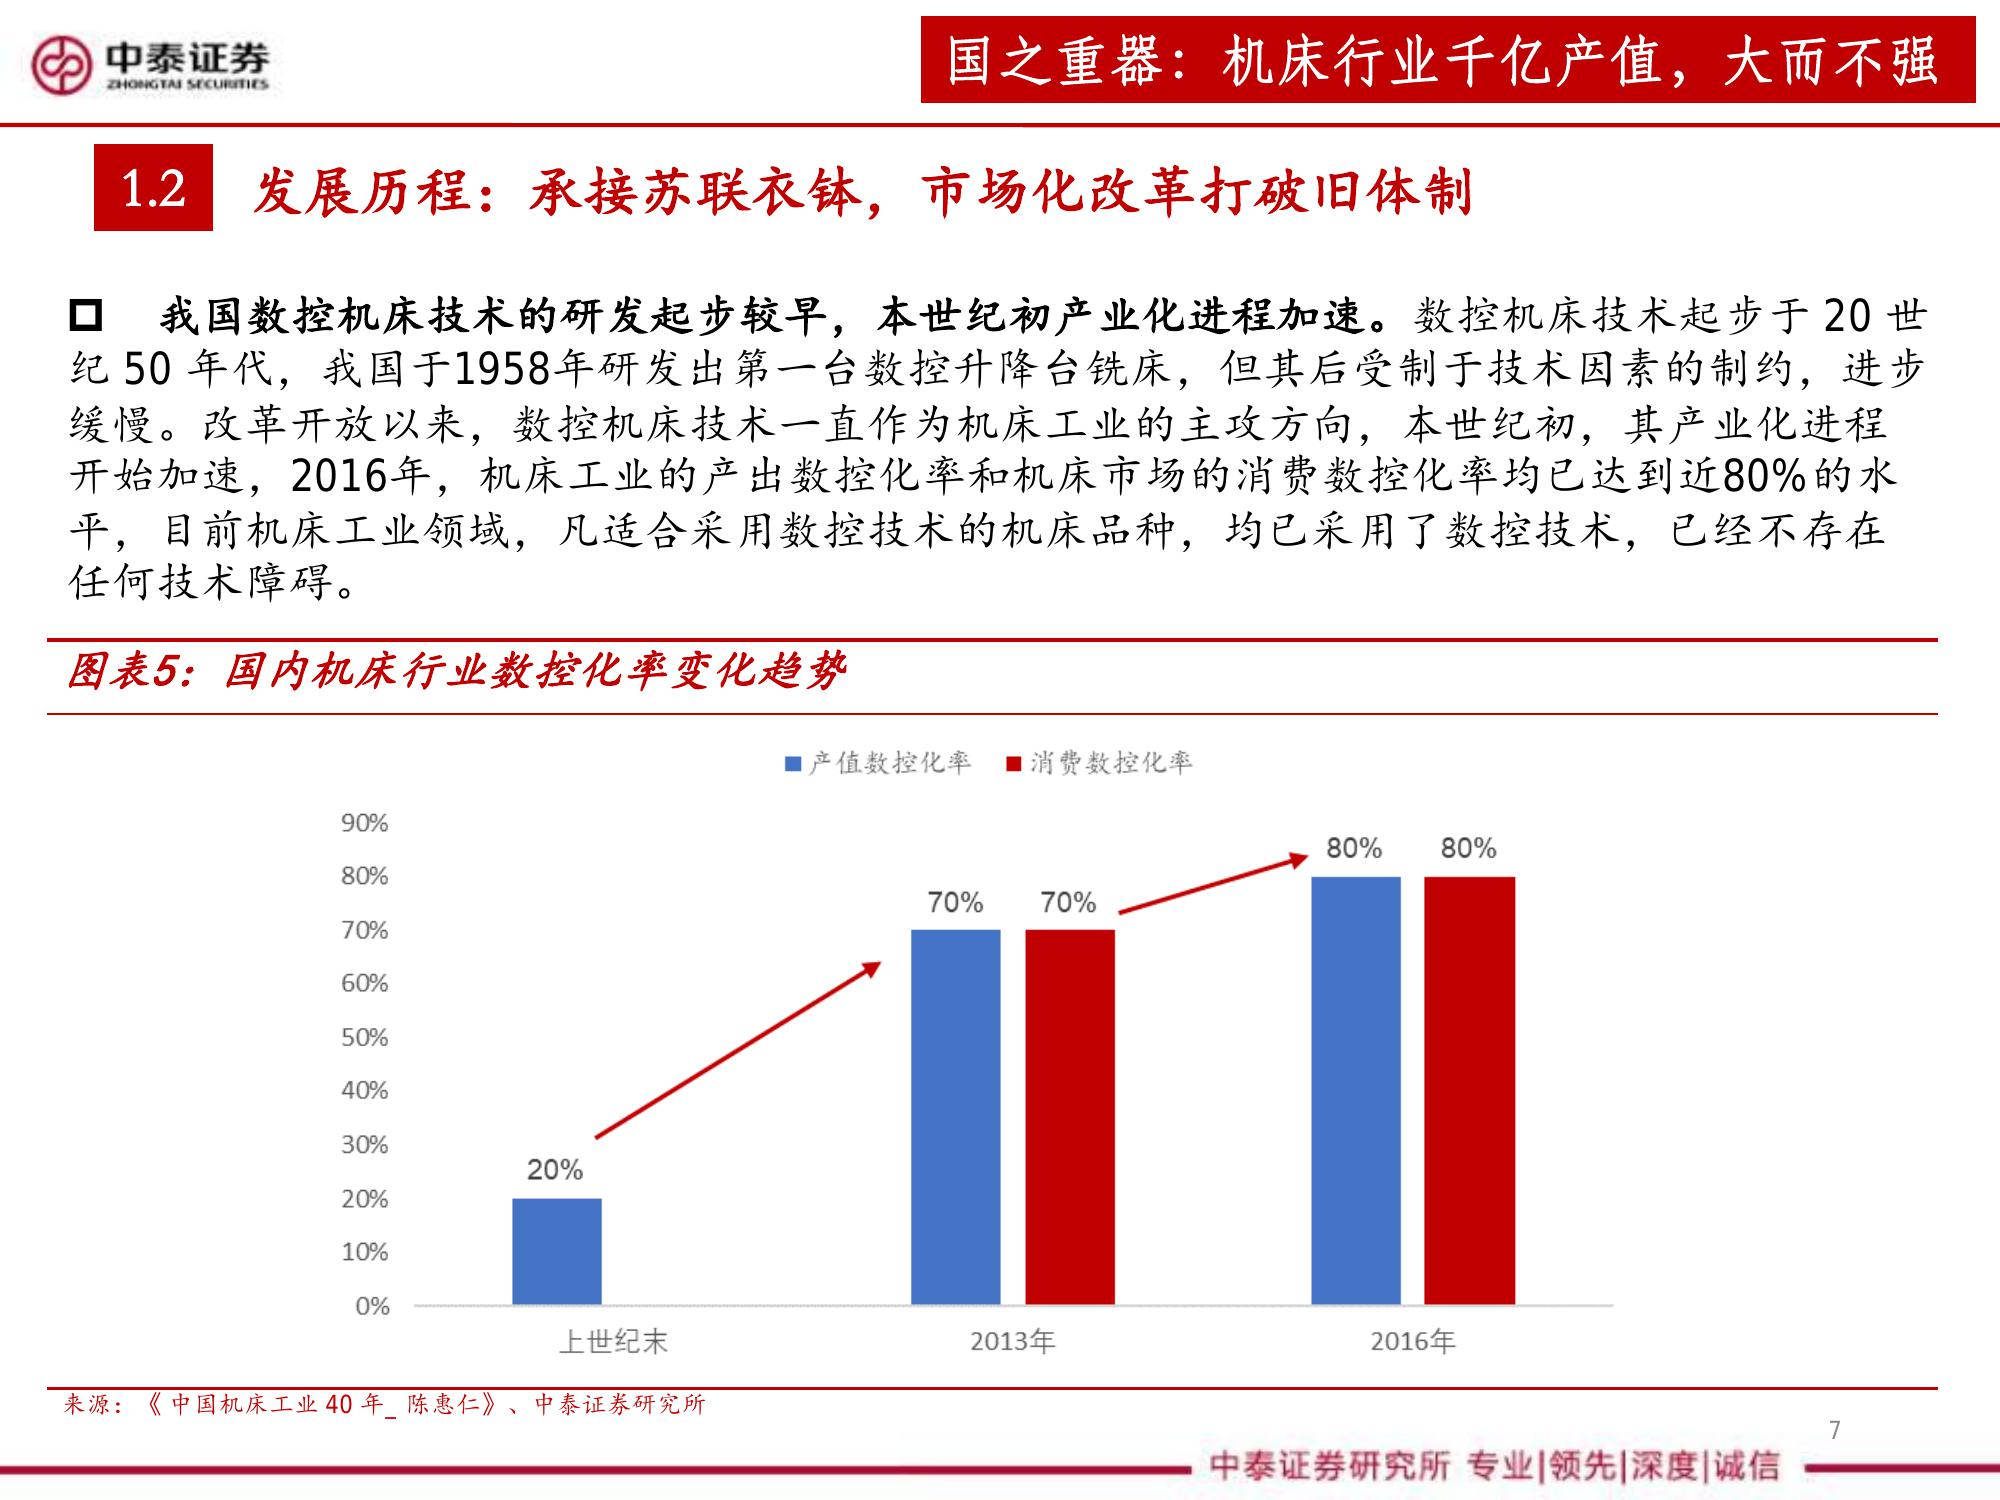 中泰证券
ZHONGTAI SECURITIES
国之重器：机床行业千亿产值，大而不强
1.2 发展历程：承接苏联衣钵，市场化改革打破旧体制
我国数控机床技术的研发起步较早，本世纪初产业化进程加速。数控机床技术起步于 20 世
纪 50 年代，我国于1958年研发出第一台数控升降台铣床，但其后受制于技术因素的制约，进步
缓慢。改革开放以来，数控机床技术一直作为机床工业的主攻方向，本世纪初，其产业化进程
开始加速，2016年，机床工业的产出数控化率和机床市场的消费数控化率均已达到近80%的水
平，目前机床工业领域，凡适合采用数控技术的机床品种，均已采用了数控技术，已经不存在
任何技术障碍。
图表5：国内机床行业数控化率变化趋势
产值数控化率 消费数控化率
90%
80%
70%
60%
50%
40%
30%
20%
10%
0%
20%
70% 70%
80% 80%
上世纪末 2013年 2016年
来源：《 中国机床工业 40 年_ 陈惠仁》、中泰证券研究所
7
中泰证券研究所 专业|领先|深度|诚信